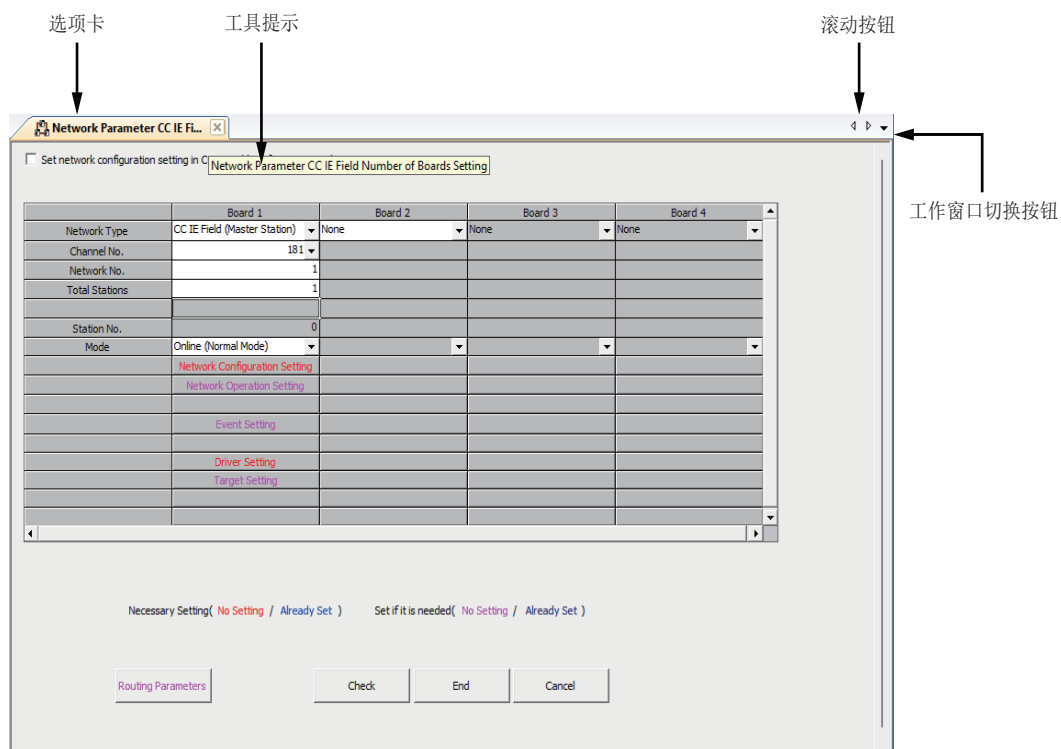 选项卡
工具提示
滚动按钮
Network Parameter CC IE Fi...
工作窗口切换按钮
Set network configuration setting in C
Network Parameter CC IE Field Number of Boards Setting
Board 1 Board 2 Board 3 Board 4
Network Type CC IE Field (Master Station) None None None
Channel No. 181
Network No. 1
Total Stations 1
Station No. 0
Mode Online (Normal Mode)
Network Configuration Setting
Network Operation Setting
Event Setting
Driver Setting
Target Setting
Necessary Setting( No Setting / Already Set ) Set if it is needed( No Setting / Already Set )
Routing Parameters Check End Cancel